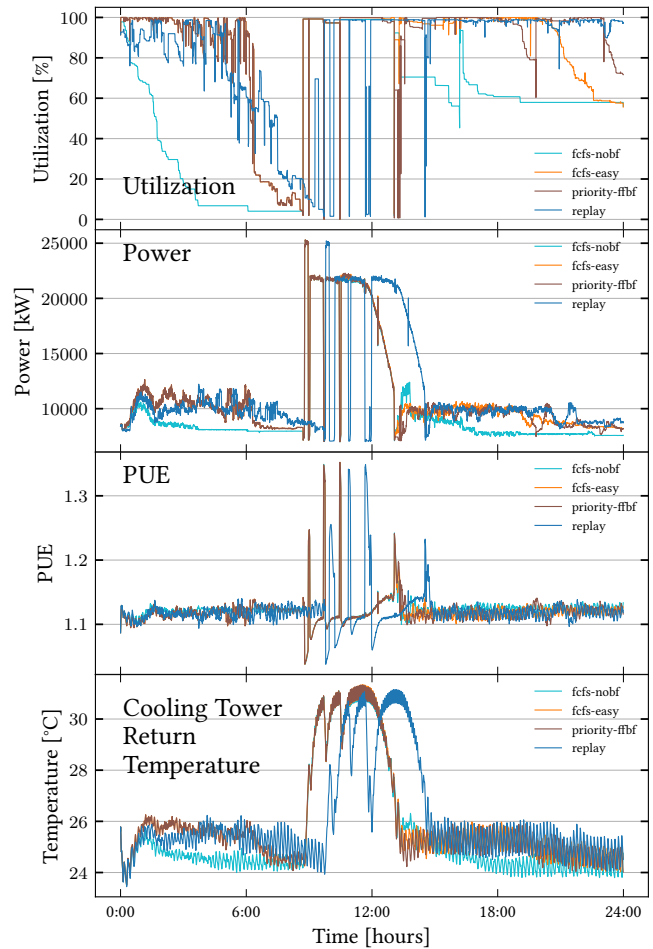 100
80
60
40
20
0
Utilization [%]
Utilization
fcfs-nobf
fcfs-easy
priority-ffbf
replay
25000
20000
15000
10000
Power [kW]
Power
fcfs-nobf
fcfs-easy
priority-ffbf
replay
1.3
1.2
1.1
PUE
PUE
fcfs-nobf
fcfs-easy
priority-ffbf
replay
30
28
26
24
Temperature [°C]
Cooling Tower
Return
Temperature
fcfs-nobf
fcfs-easy
priority-ffbf
replay
0:00
6:00
12:00
18:00
24:00
Time [hours]